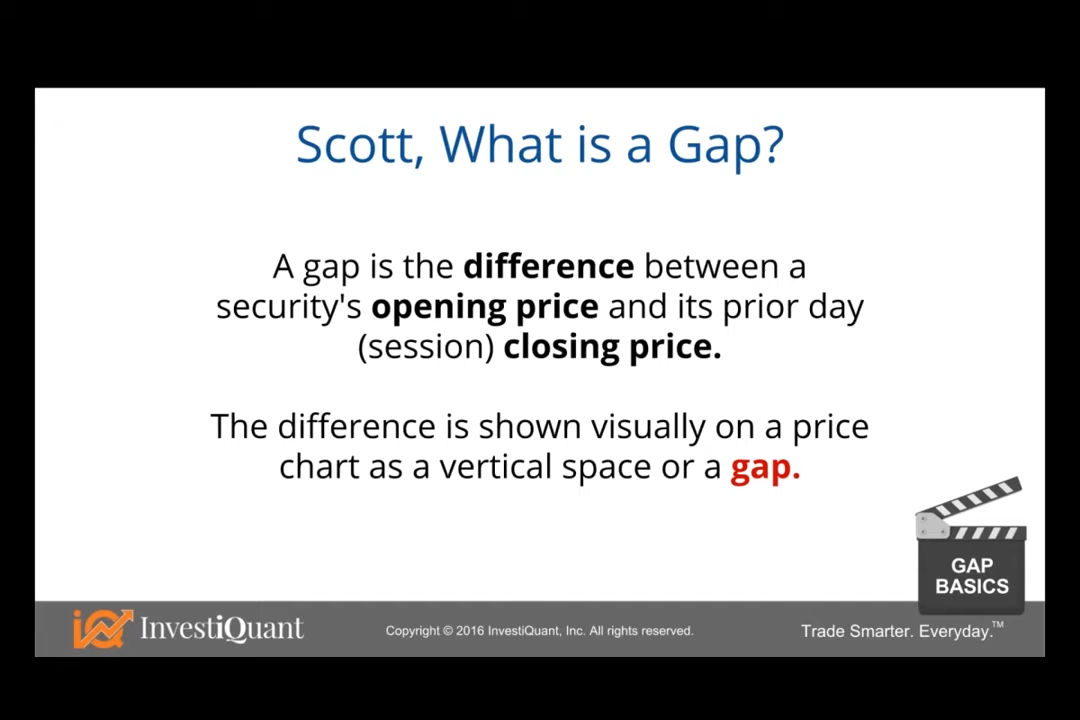 Scott, What is a Gap?
A gap is the difference between a
security's opening price and its prior day
(session) closing price.
The difference is shown visually on a price
chart as a vertical space or a gap.
GAP
BASICS
iQ InvestiQuant
Copyright © 2016 InvestiQuant, Inc. All rights reserved.
Trade Smarter. Everyday.™